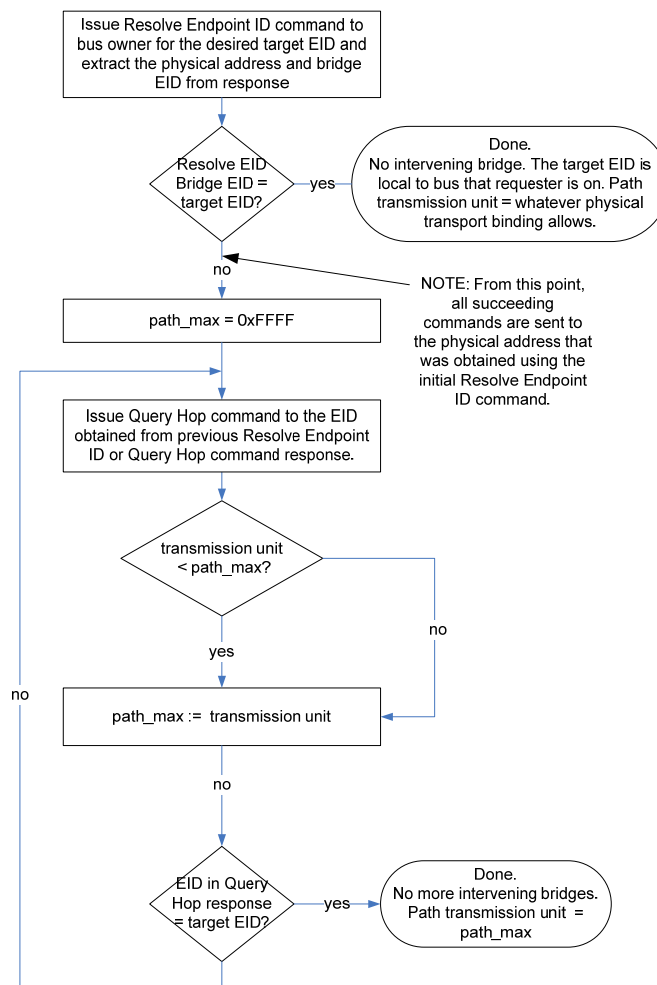 Issue Resolve Endpoint ID command to
bus owner for the desired target EID and
extract the physical address and bridge
EID from response
Resolve EID
Bridge EID =
target EID?
yes
Done.
No intervening bridge. The target EID is
local to bus that requester is on. Path
transmission unit = whatever physical
transport binding allows.
no
NOTE: From this point,
all succeeding
commands are sent to
the physical address that
was obtained using the
initial Resolve Endpoint
ID command.
path_max = 0xFFFF
Issue Query Hop command to the EID
obtained from previous Resolve Endpoint
ID or Query Hop command response.
transmission unit
< path_max?
no
yes
no
path_max := transmission unit
no
EID in Query
Hop response
= target EID?
yes
Done.
No more intervening bridges.
Path transmission unit =
path_max